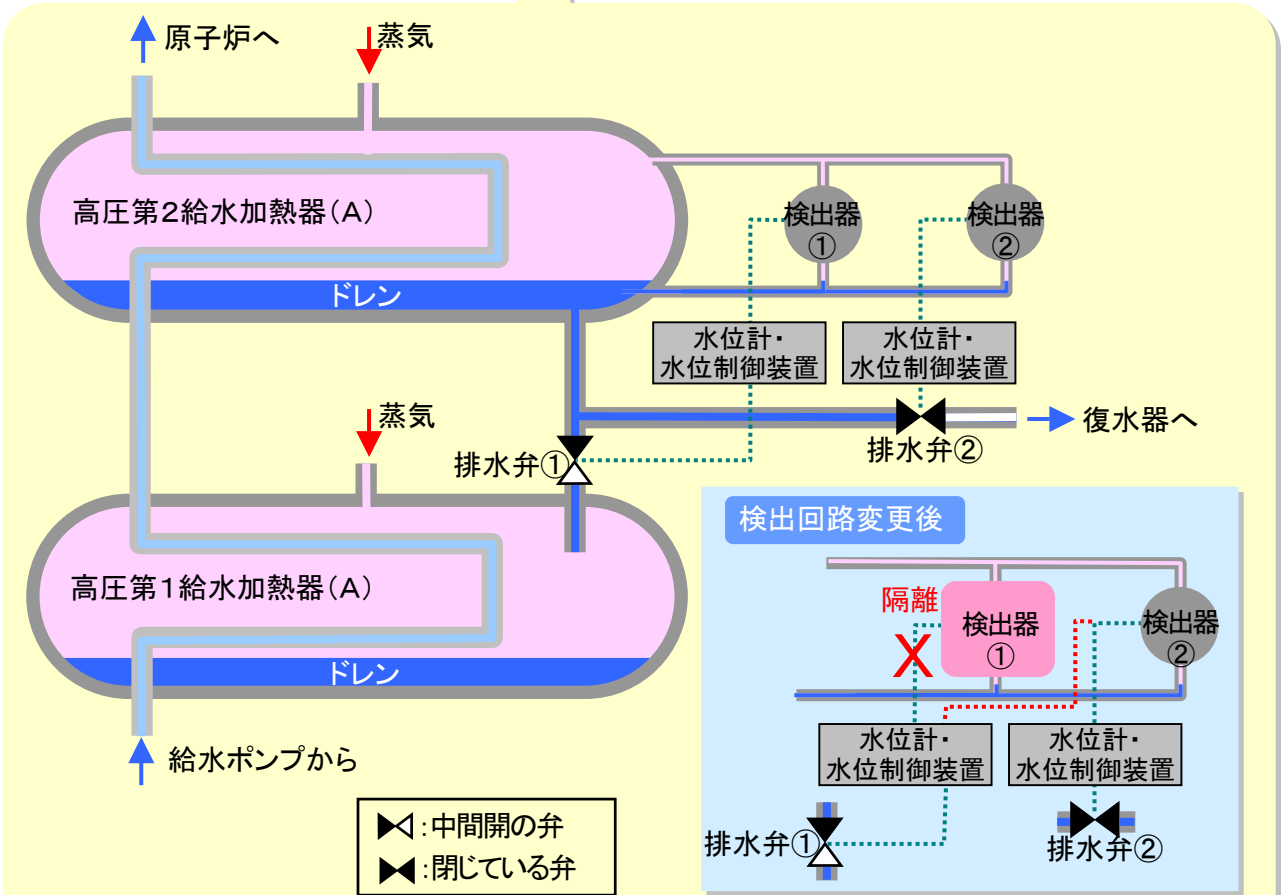 原子炉へ
蒸気
高圧第2給水加熱器(A)
検出器
①
検出器
②
ドレン
水位計・
水位制御装置
水位計・
水位制御装置
蒸気
復水器へ
排水弁①
排水弁②
高圧第1給水加熱器(A)
ドレン
給水ポンプから
:中間開の弁
:閉じている弁
検出回路変更後
隔離
X
検出器
①
検出器
②
水位計・
水位制御装置
水位計・
水位制御装置
排水弁①
排水弁②